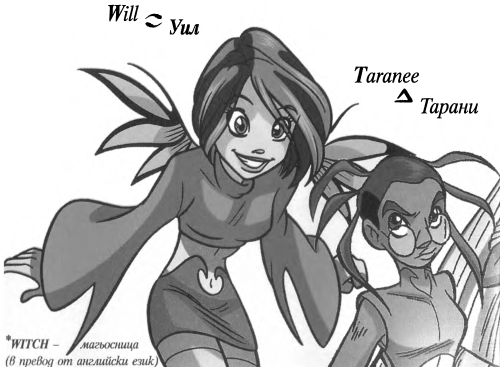 Will
Уил
Taranee
Тарани
*WITCH – магьосница
(в превод от английски език)